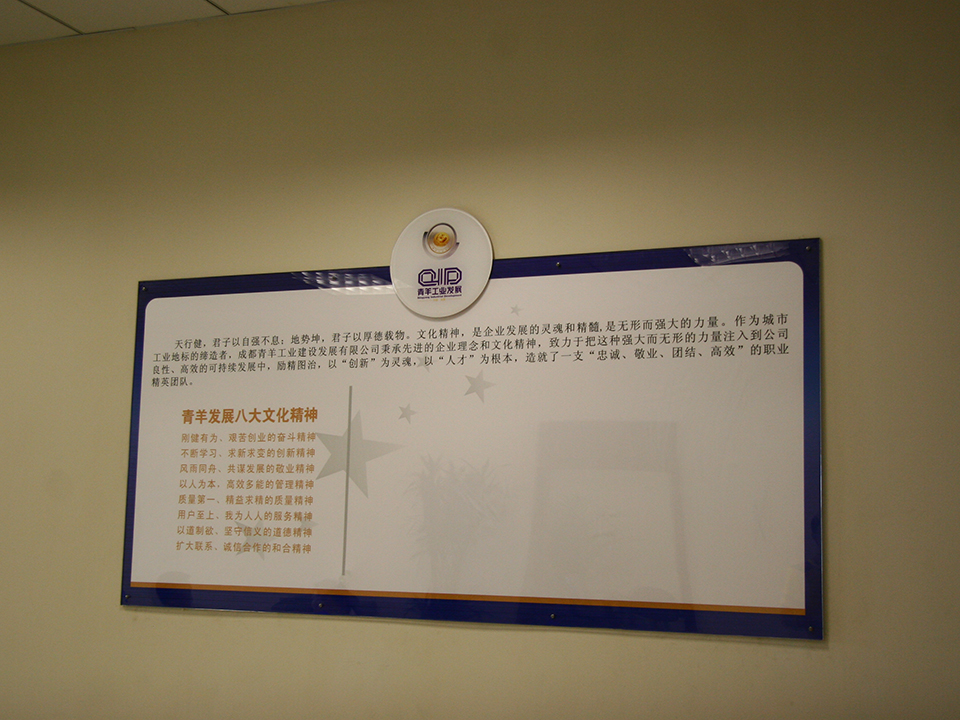 QIP
青羊工业发展
Qingyang Industrial Development
天行健，君子以自强不息；地势坤，君子以厚德载物。文化精神，是企业发展的灵魂和精髓,是无形而强大的力量。作为城市
工业地标的缔造者，成都青羊工业建设发展有限公司秉承先进的企业理念和文化精神，致力于把这种强大而无形的力量注入到公司
良性、高效的可持续发展中，励精图治，以“创新”为灵魂，以“人才”为根本，造就了一支“忠诚、敬业、团结、高效”的职业
精英团队。
青羊发展八大文化精神
刚健有为、艰苦创业的奋斗精神
不断学习、求新求变的创新精神
风雨同舟、共谋发展的敬业精神
以人为本、高效多能的管理精神
质量第一、精益求精的质量精神
用户至上、我为人人的服务精神
以道制欲、坚守信义的道德精神
扩大联系、诚信合作的和合精神